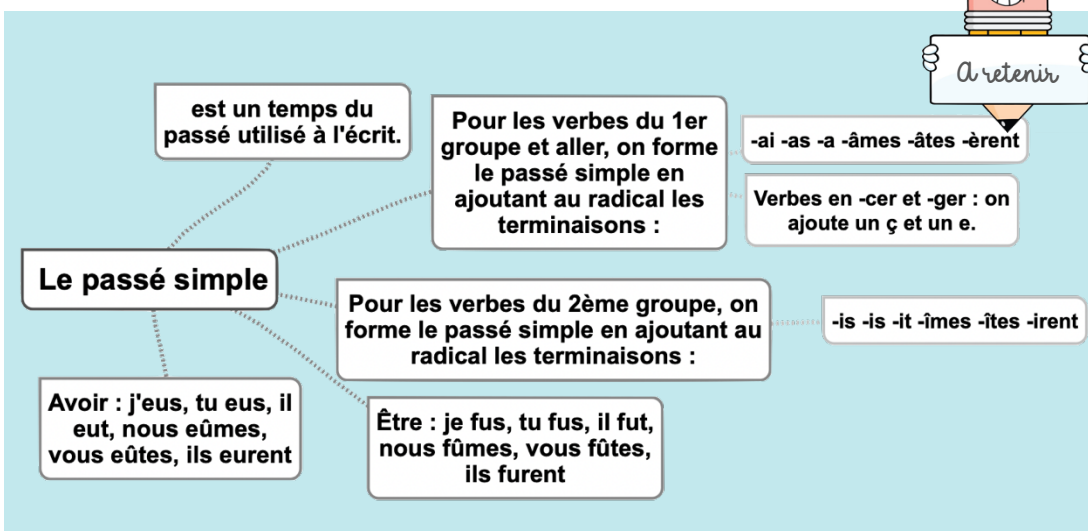 A retenir
est un temps du
passé utilisé à l'écrit.
Pour les verbes du 1er
groupe et aller, on forme
le passé simple en
ajoutant au radical les
terminaisons :
-ai -as -a -âmes -âtes -èrent
Verbes en -cer et -ger : on
ajoute un ç et un e.
Le passé simple
Pour les verbes du 2ème groupe, on
forme le passé simple en ajoutant au
radical les terminaisons :
-is -is -it -îmes -îtes -irent
Avoir : j'eus, tu eus, il
eut, nous eûmes,
vous eûtes, ils eurent
Être : je fus, tu fus, il fut,
nous fûmes, vous fûtes,
ils furent